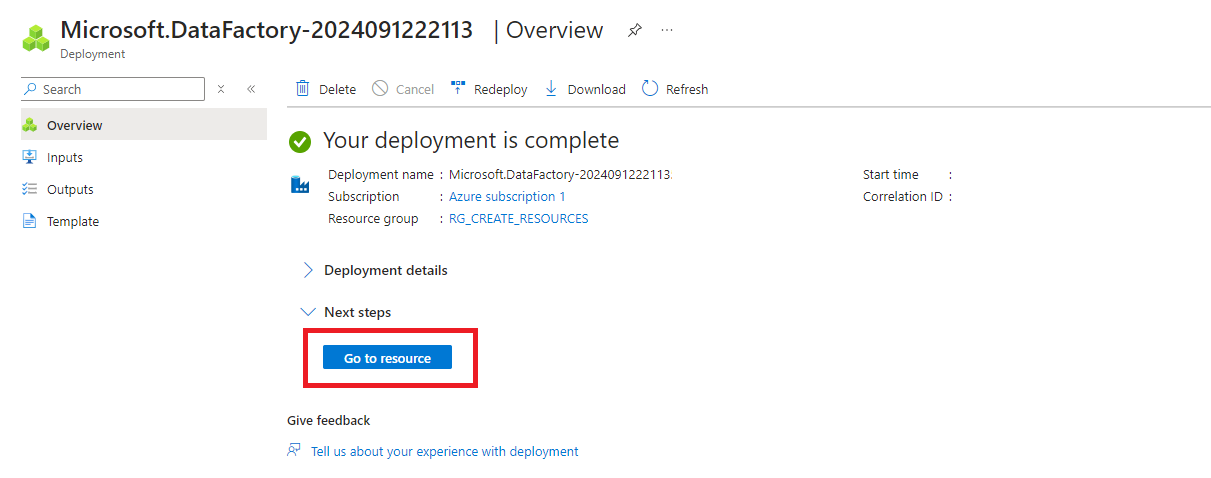 Microsoft.DataFactory-2024091222113 | Overview
Deployment
Search
Delete Cancel Redeploy Download Refresh
Overview
Inputs
Outputs
Template
Your deployment is complete
Deployment name : Microsoft.DataFactory-2024091222113
Subscription : Azure subscription 1
Resource group : RG_CREATE_RESOURCES
Start time :
Correlation ID :
Deployment details
Next steps
Go to resource
Give feedback
Tell us about your experience with deployment